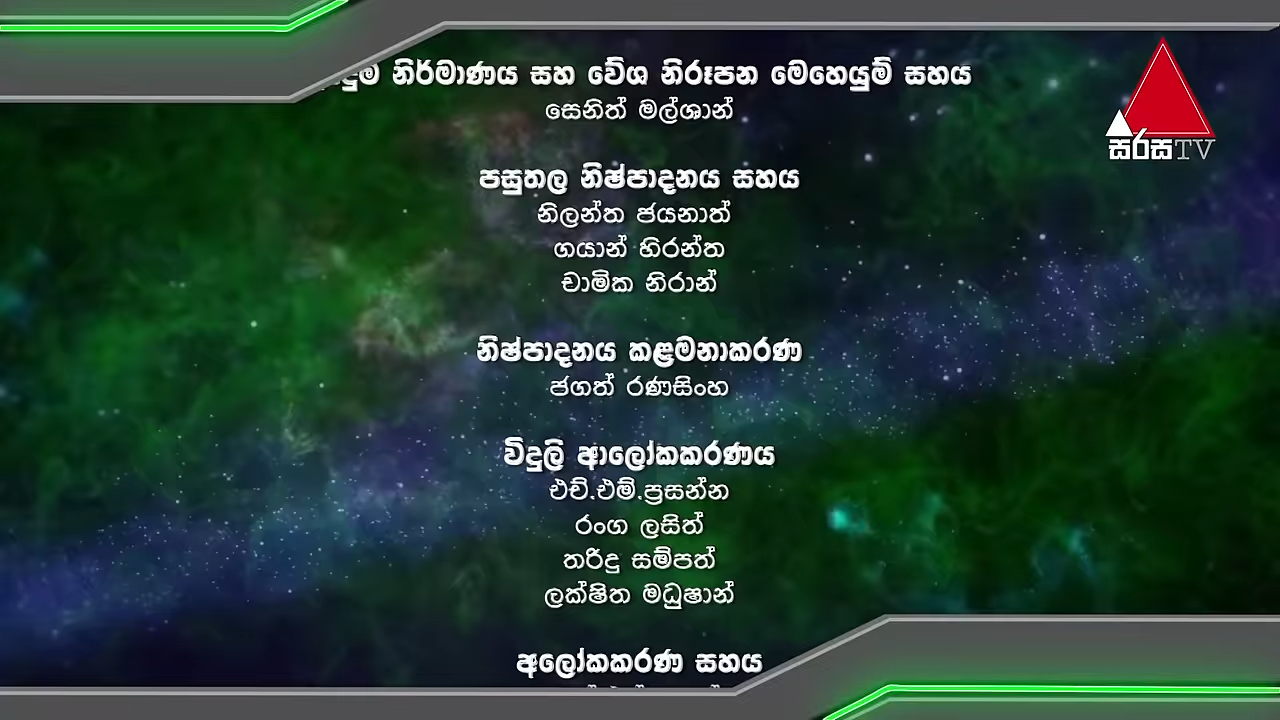 නිර්මාණය සහ වේශ නිරූපන මෙහෙයුම් සහය
සෙනිත් මල්ශාන්
පසුතල නිෂ්පාදනය සහය
නිලන්ත ජයනාත්
ගයාන් හිරන්ත
චාමික නිරාන්
නිෂ්පාදනය කළමනාකරණ
ජගත් රණසිංහ
විදුලි ආලෝකකරණය
එච්.එම්.ප්‍රසන්න
රංග ලසිත්
තරිදු සම්පත්
ලක්ෂිත මධුෂාන්
අලෝකකරණ සහය
සිරස TV